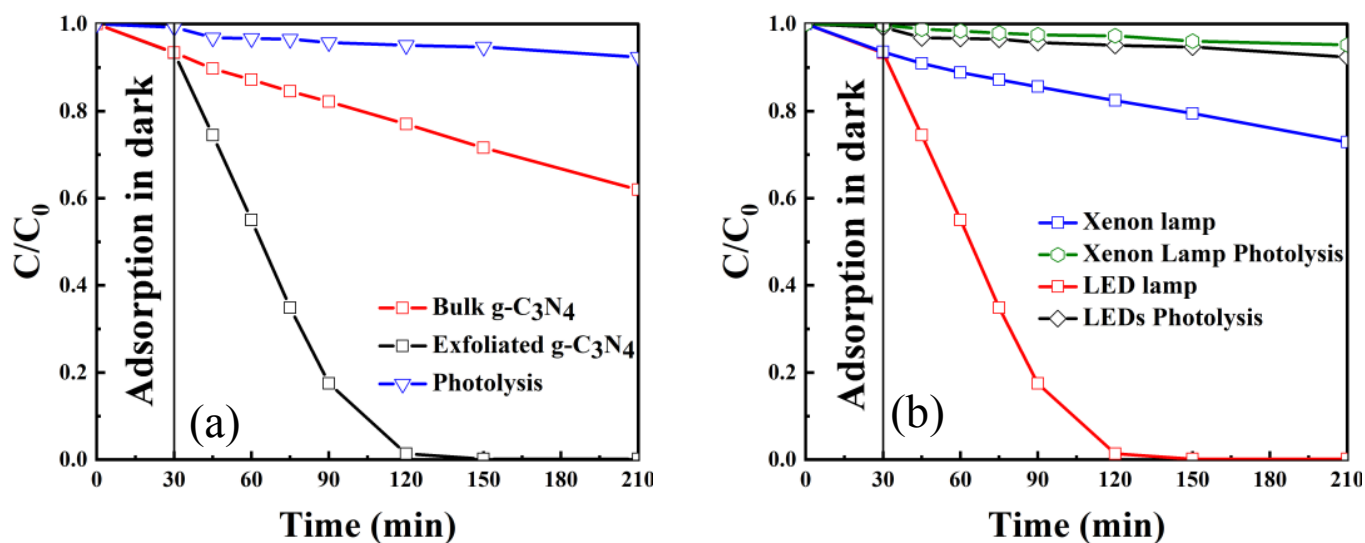 1.0
0.8
0.6
0.4
0.2
0.0
C/C₀
Adsorption in dark
Bulk g-C₃N₄
Exfoliated g-C₃N₄
Photolysis
(a)
0 30 60 90 120 150 180 210
Time (min)
1.0
0.8
0.6
0.4
0.2
0.0
C/C₀
Adsorption in dark
Xenon lamp
Xenon Lamp Photolysis
LED lamp
LEDs Photolysis
(b)
0 30 60 90 120 150 180 210
Time (min)